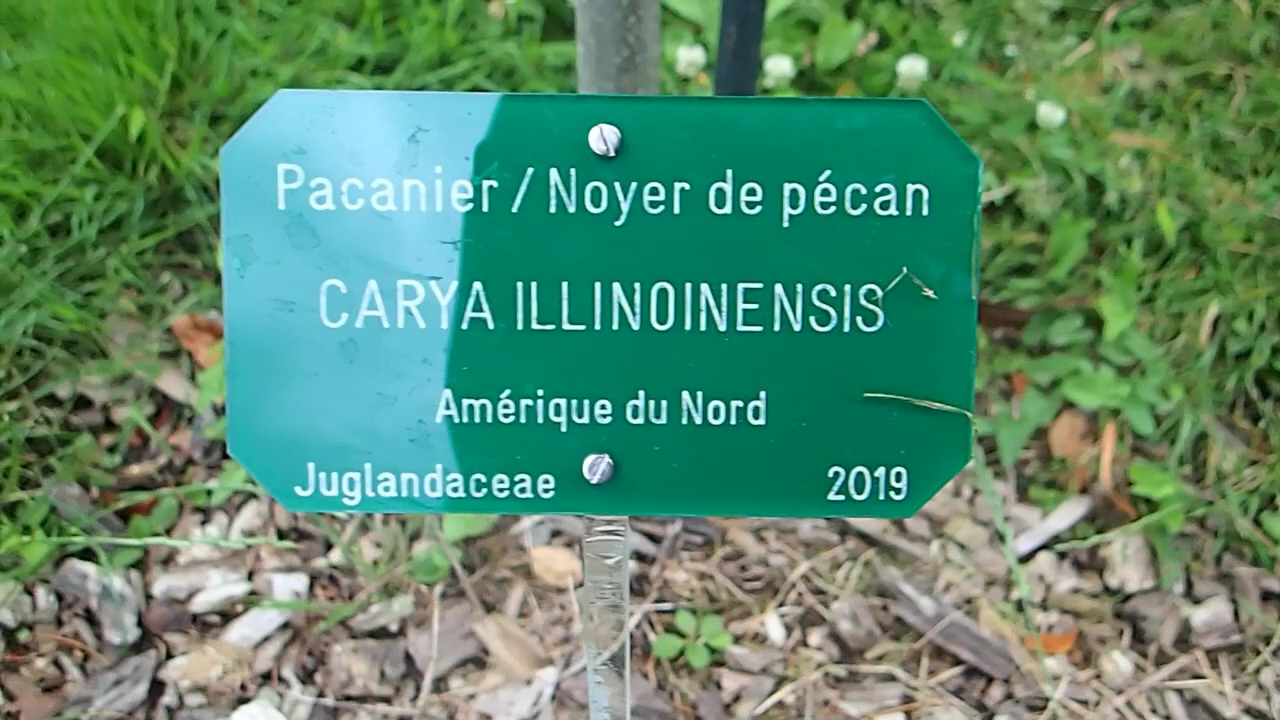 Pacanier / Noyer de pécan
CARYA ILLINOINENSIS
Amérique du Nord
Juglandaceae 2019